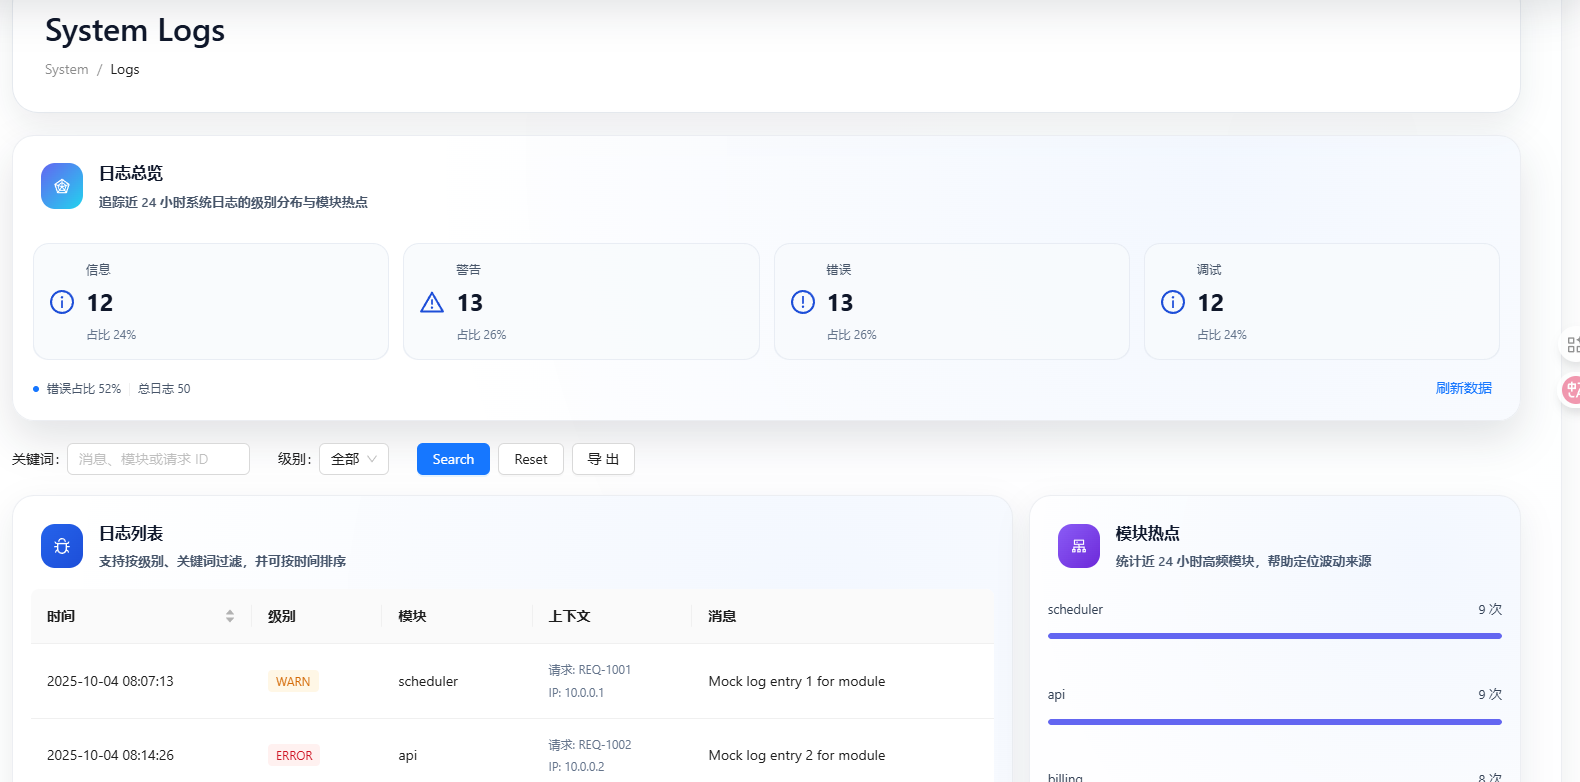 System Logs
System / Logs
日志总览
追踪近 24 小时系统日志的级别分布与模块热点
信息
12
占比 24%
警告
13
占比 26%
错误
13
占比 26%
调试
12
占比 24%
错误占比 52% 总日志 50
刷新数据
关键词: 消息、模块或请求 ID 级别: 全部 Search Reset 导 出
日志列表
支持按级别、关键词过滤，并可按时间排序
时间 级别 模块 上下文 消息
2025-10-04 08:07:13 WARN scheduler 请求: REQ-1001 Mock log entry 1 for module
IP: 10.0.0.1
2025-10-04 08:14:26 ERROR api 请求: REQ-1002 Mock log entry 2 for module
IP: 10.0.0.2
模块热点
统计近 24 小时高频模块，帮助定位波动来源
scheduler 9 次
api 9 次
billing 8 次